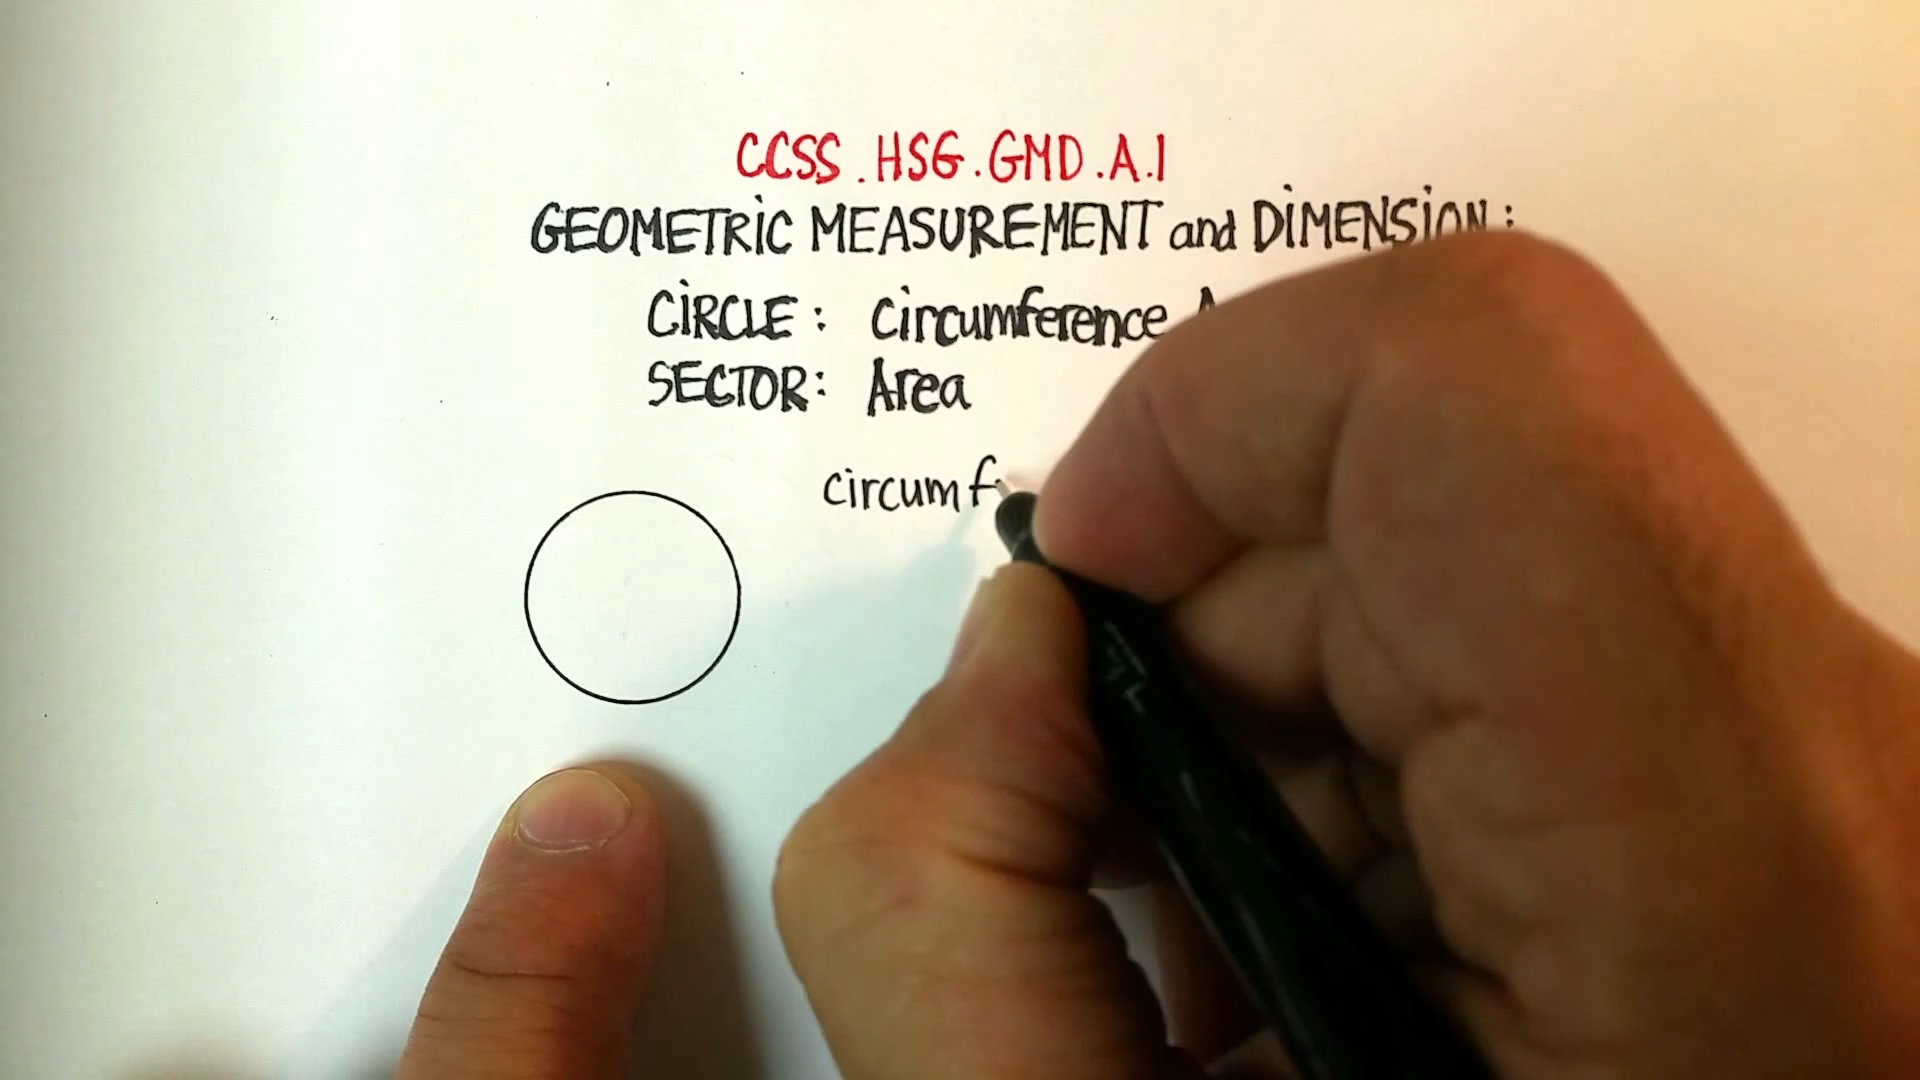 CCSS.HSG.GMD.A.1
GEOMETRIC MEASUREMENT and DIMENSION:
CIRCLE: Circumference
SECTOR: Area
circumf